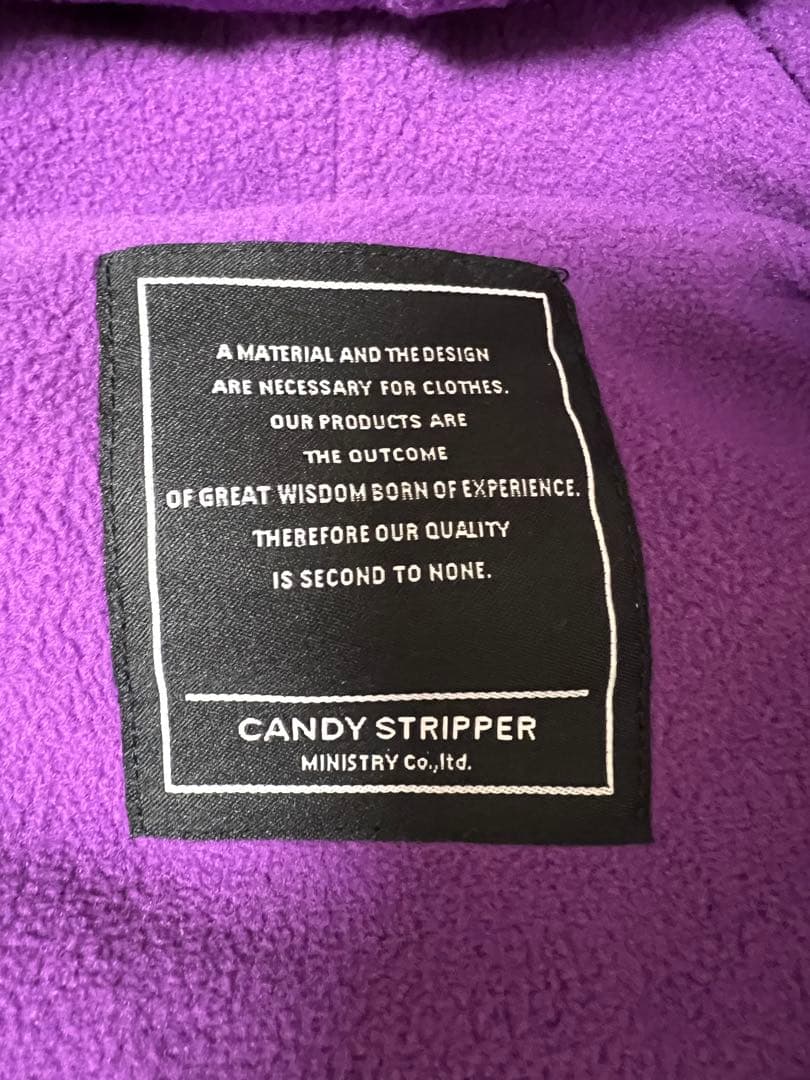 A MATERIAL AND THE DESIGN
ARE NECESSARY FOR CLOTHES.
OUR PRODUCTS ARE
THE OUTCOME
OF GREAT WISDOM BORN OF EXPERIENCE.
THEREFORE OUR QUALITY
IS SECOND TO NONE.
CANDY STRIPPER
MINISTRY Co.,ltd.